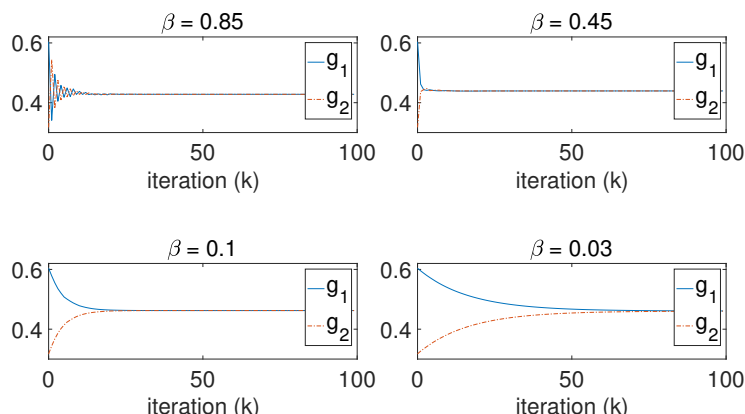 β = 0.85
0.6
0.4
g1
g2
0 50 100
iteration (k)
β = 0.45
0.6
0.4
g1
g2
0 50 100
iteration (k)
β = 0.1
0.6
0.4
g1
g2
0 50 100
iteration (k)
β = 0.03
0.6
0.4
g1
g2
0 50 100
iteration (k)